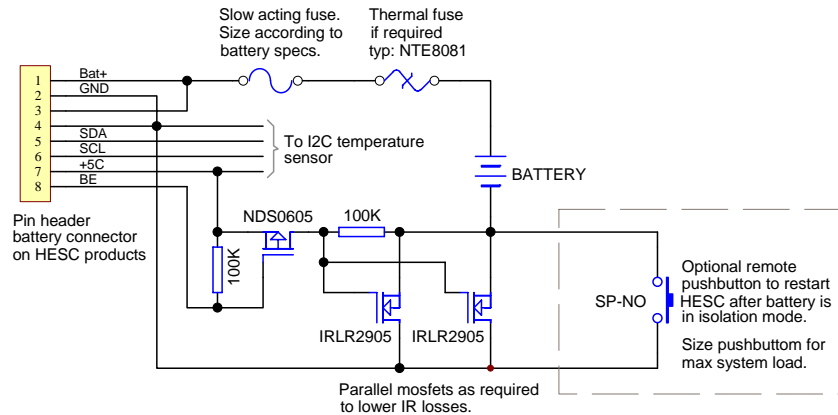 Slow acting fuse.
Size according to
battery specs.
Thermal fuse
if required
typ: NTE8081
1
2
3
4
5
6
7
8
Bat+
GND
SDA
SCL
+5C
BE
To I2C temperature
sensor
BATTERY
Pin header
battery connector
on HESC products
NDS0605
100K
100K
IRLR2905
IRLR2905
SP-NO
Optional remote
pushbutton to restart
HESC after battery is
in isolation mode.
Size pushbuttom for
max system load.
Parallel mosfets as required
to lower IR losses.